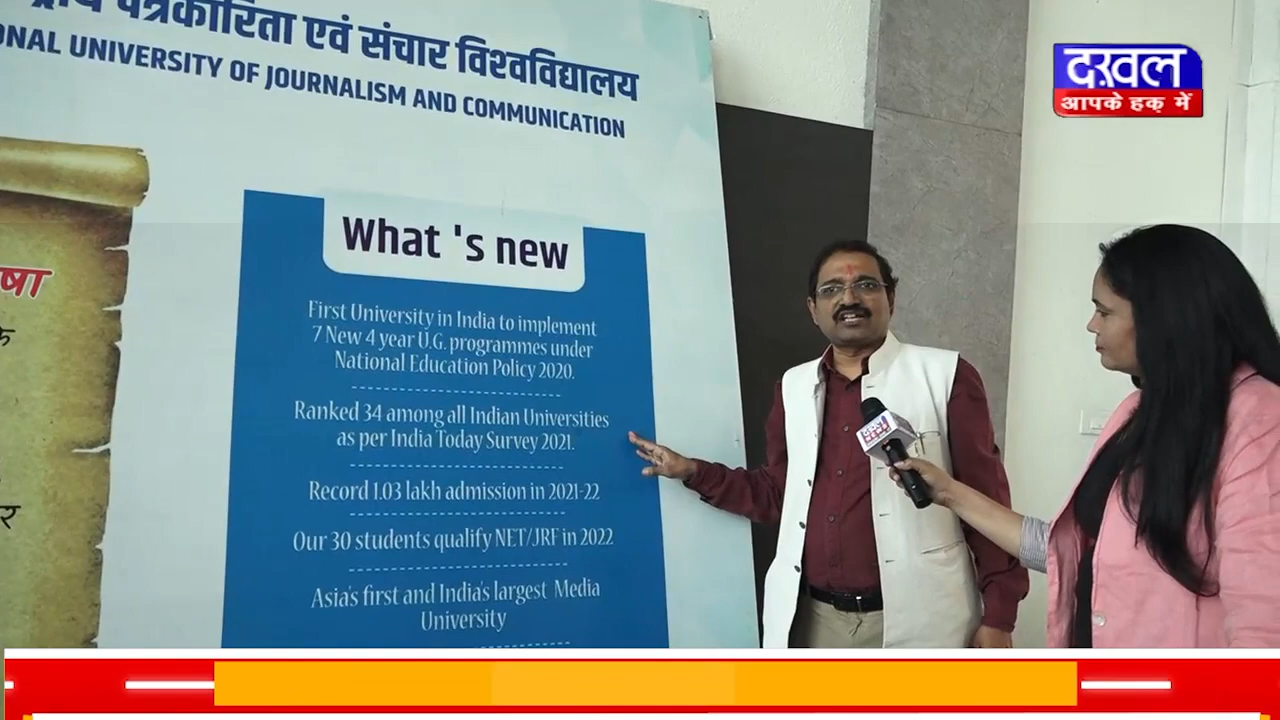 पत्रकारिता एवं संचार विश्वविद्यालय
UNIVERSITY OF JOURNALISM AND COMMUNICATION
दख़ल
आपके हक़ में
What 's new
First University in India to implement
7 New 4 year U.G. programmes under
National Education Policy 2020.
Ranked 34 among all Indian Universities
as per India Today Survey 2021.
Record 1.03 lakh admission in 2021-22
Our 30 students qualify NET/JRF in 2022
Asia's first and India's largest Media
University
दख़ल
NEWS